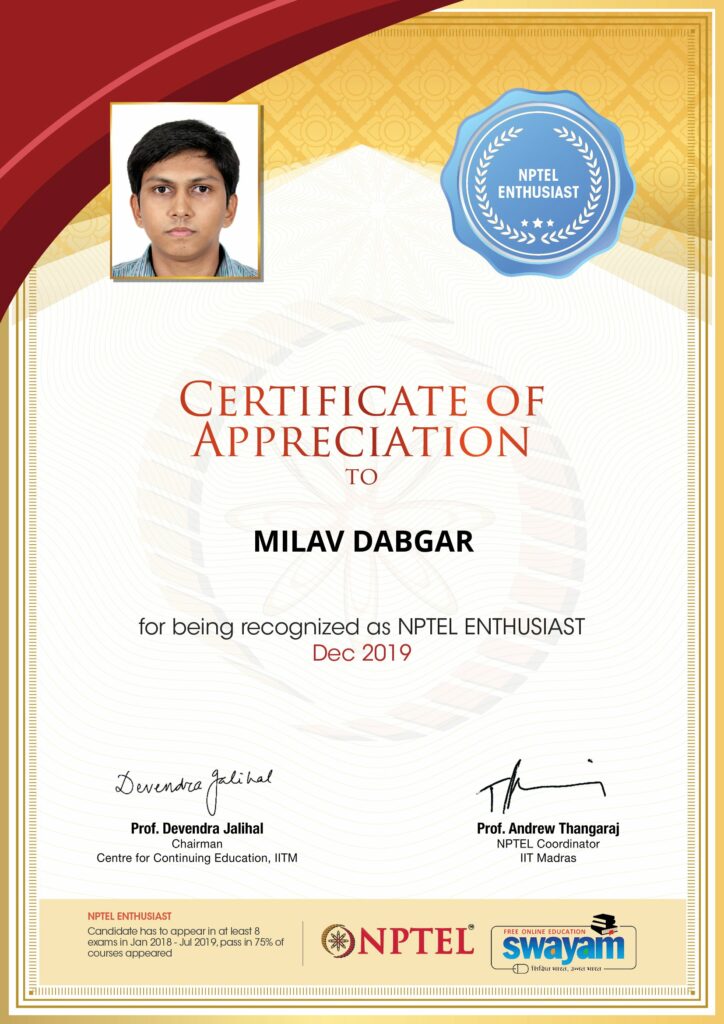 NPTEL
ENTHUSIAST
CERTIFICATE OF
APPRECIATION
TO
MILAV DABGAR
for being recognized as NPTEL ENTHUSIAST
Dec 2019
Devendra Jalihal
Prof. Devendra Jalihal
Chairman
Centre for Continuing Education, IITM
Prof. Andrew Thangaraj
NPTEL Coordinator
IIT Madras
NPTEL ENTHUSIAST
Candidate has to appear in at least 8
exams in Jan 2018 - Jul 2019, pass in 75% of
courses appeared
NPTEL
FREE ONLINE EDUCATION
swayam
शिक्षित भारत, उन्नत भारत